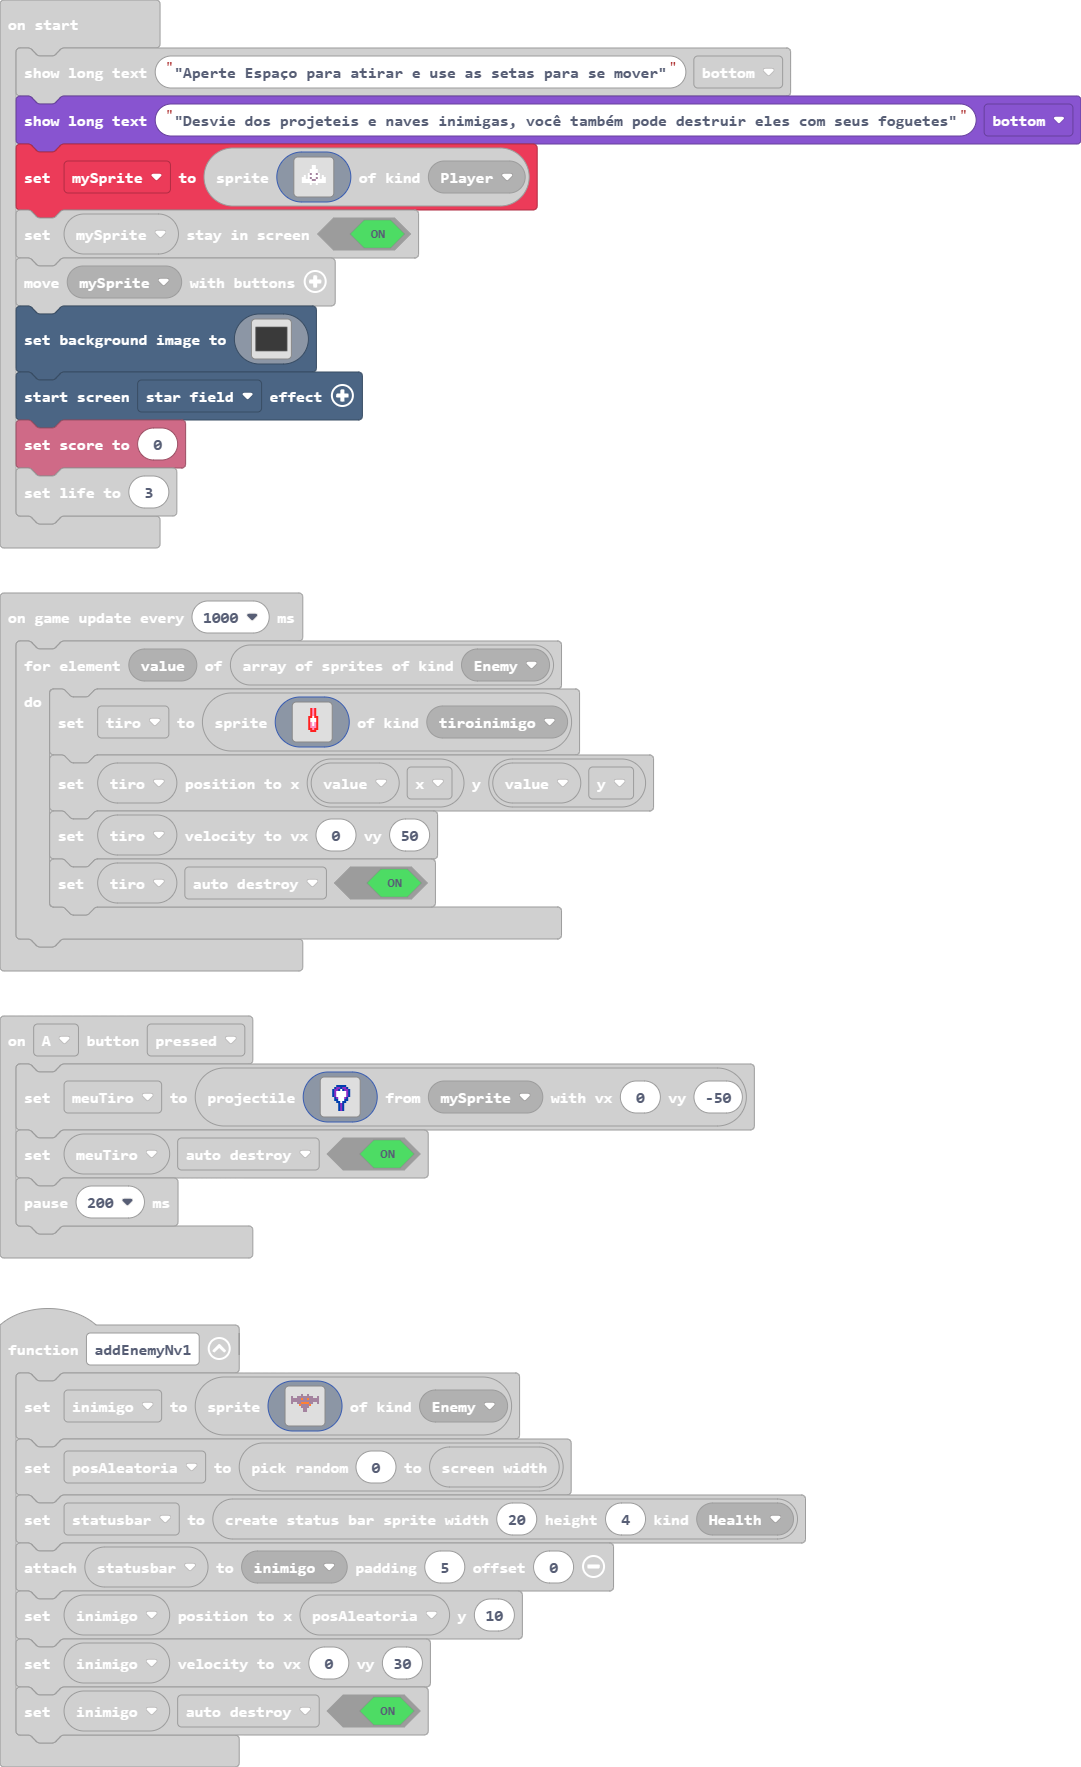 on start
show long text ""Aperte Espaço para atirar e use as setas para se mover"" bottom
show long text ""Desvie dos projeteis e naves inimigas, você também pode destruir eles com seus foguetes"" bottom
set mySprite to sprite of kind Player
set mySprite stay in screen ON
move mySprite with buttons
set background image to
start screen star field effect
set score to 0
set life to 3
on game update every 1000 ms
for element value of array of sprites of kind Enemy
do
set tiro to sprite of kind tiroinimigo
set tiro position to x value x y value y
set tiro velocity to vx 0 vy 50
set tiro auto destroy ON
on A button pressed
set meuTiro to projectile from mySprite with vx 0 vy -50
set meuTiro auto destroy ON
pause 200 ms
function addEnemyNv1
set inimigo to sprite of kind Enemy
set posAleatoria to pick random 0 to screen width
set statusbar to create status bar sprite width 20 height 4 kind Health
attach statusbar to inimigo padding 5 offset 0
set inimigo position to x posAleatoria y 10
set inimigo velocity to vx 0 vy 30
set inimigo auto destroy ON